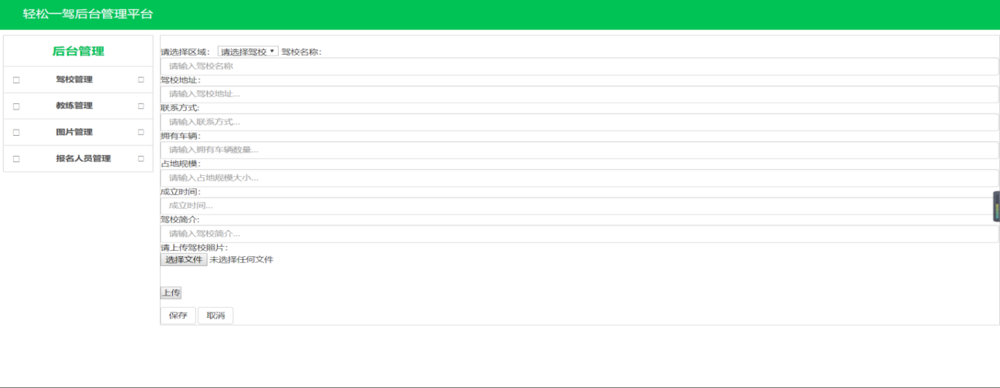 轻松一驾后台管理平台
后台管理
驾校管理
教练管理
图片管理
报名人员管理
请选择区域： 请选择驾校 驾校名称：
请输入驾校名称
驾校地址：
请输入驾校地址...
联系方式:
请输入联系方式...
拥有车辆：
请输入拥有车辆数量...
占地规模：
请输入占地规模大小...
成立时间：
成立时间...
驾校简介:
请输入驾校简介...
请上传驾校照片：
选择文件 未选择任何文件
上传
保存 取消